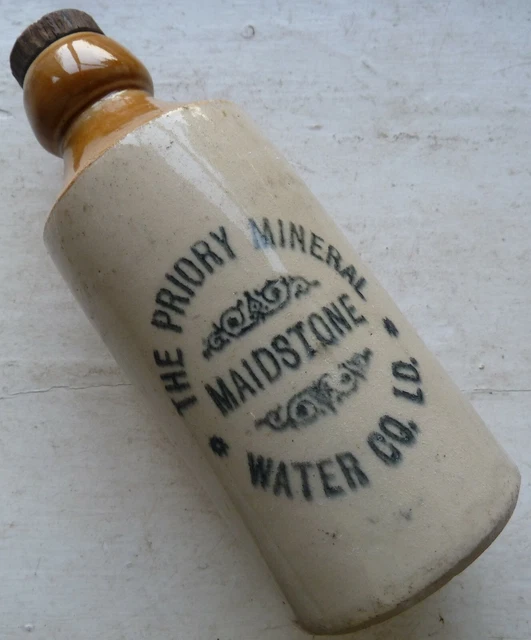 THE PRIORY MINERAL
MAIDSTONE
WATER CO. LD.